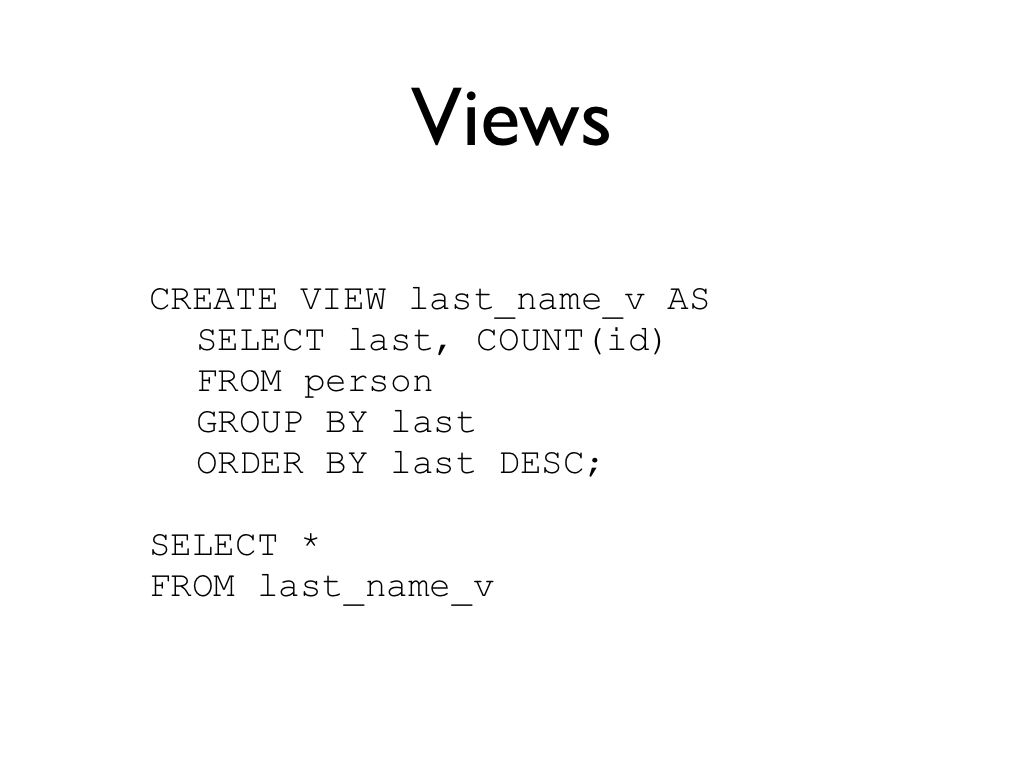 Views
CREATE VIEW last_name_v AS
SELECT last, COUNT(id)
FROM person
GROUP BY last
ORDER BY last DESC;
SELECT *
FROM last_name_v